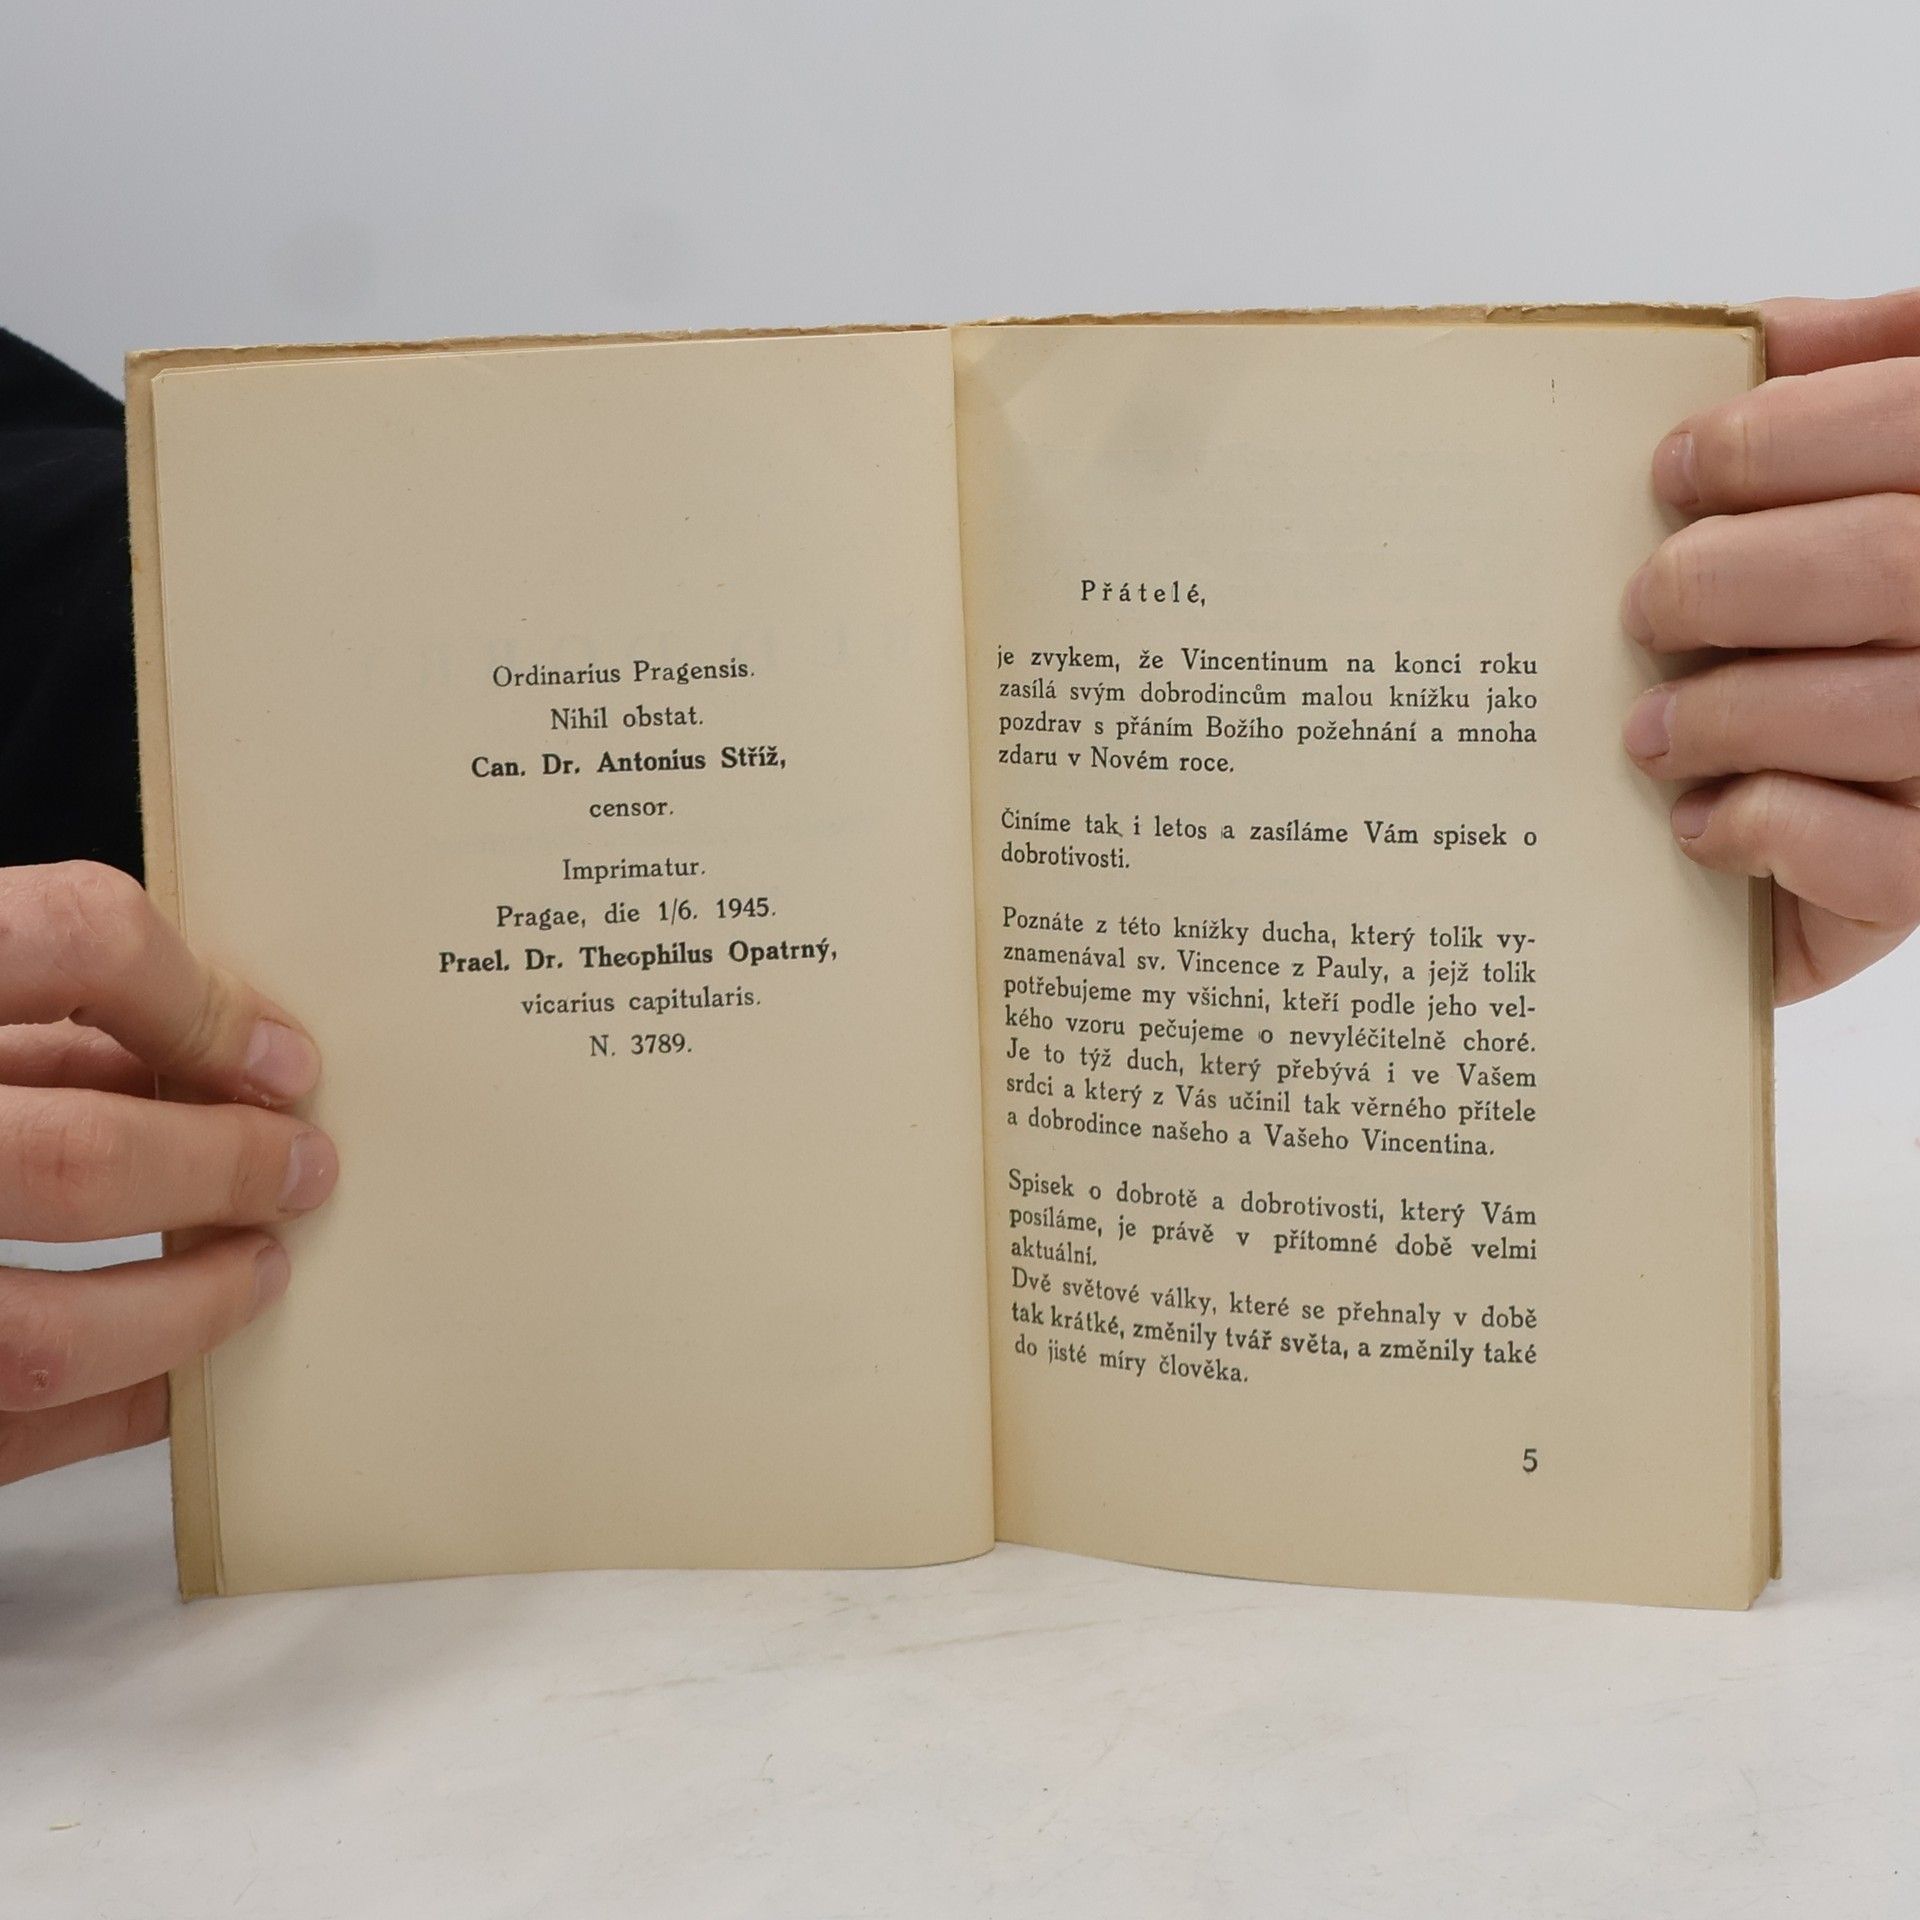 Ordinarius Pragensis.
Nihil obstat.
Can. Dr. Antonius Stříž,
censor.
Imprimatur.
Pragae, die 1/6. 1945.
Prael. Dr. Theophilus Opatrný,
vicarius capitularis.
N. 3789.
Přátelé,
je zvykem, že Vincentinum na konci roku
zasílá svým dobrodincům malou knížku jako
pozdrav s přáním Božího požehnání a mnoha
zdaru v Novém roce.
Činíme tak i letos a zasíláme Vám spisek o
dobrotivosti.
Poznáte z této knížky ducha, který tolik vy-
znamenával sv. Vincence z Pauly, a jejž tolik
potřebujeme my všichni, kteří podle jeho vel-
kého vzoru pečujeme o nevyléčitelně choré.
Je to týž duch, který přebývá i ve Vašem
srdci a který z Vás učinil tak věrného přítele
a dobrodince našeho a Vašeho Vincentina.
Spisek o dobrotě a dobrotivosti, který Vám
posíláme, je právě v přítomné době velmi
aktuální.
Dvě světové války, které se přehnaly v době
tak krátké, změnily tvář světa, a změnily také
do jisté míry člověka.
5